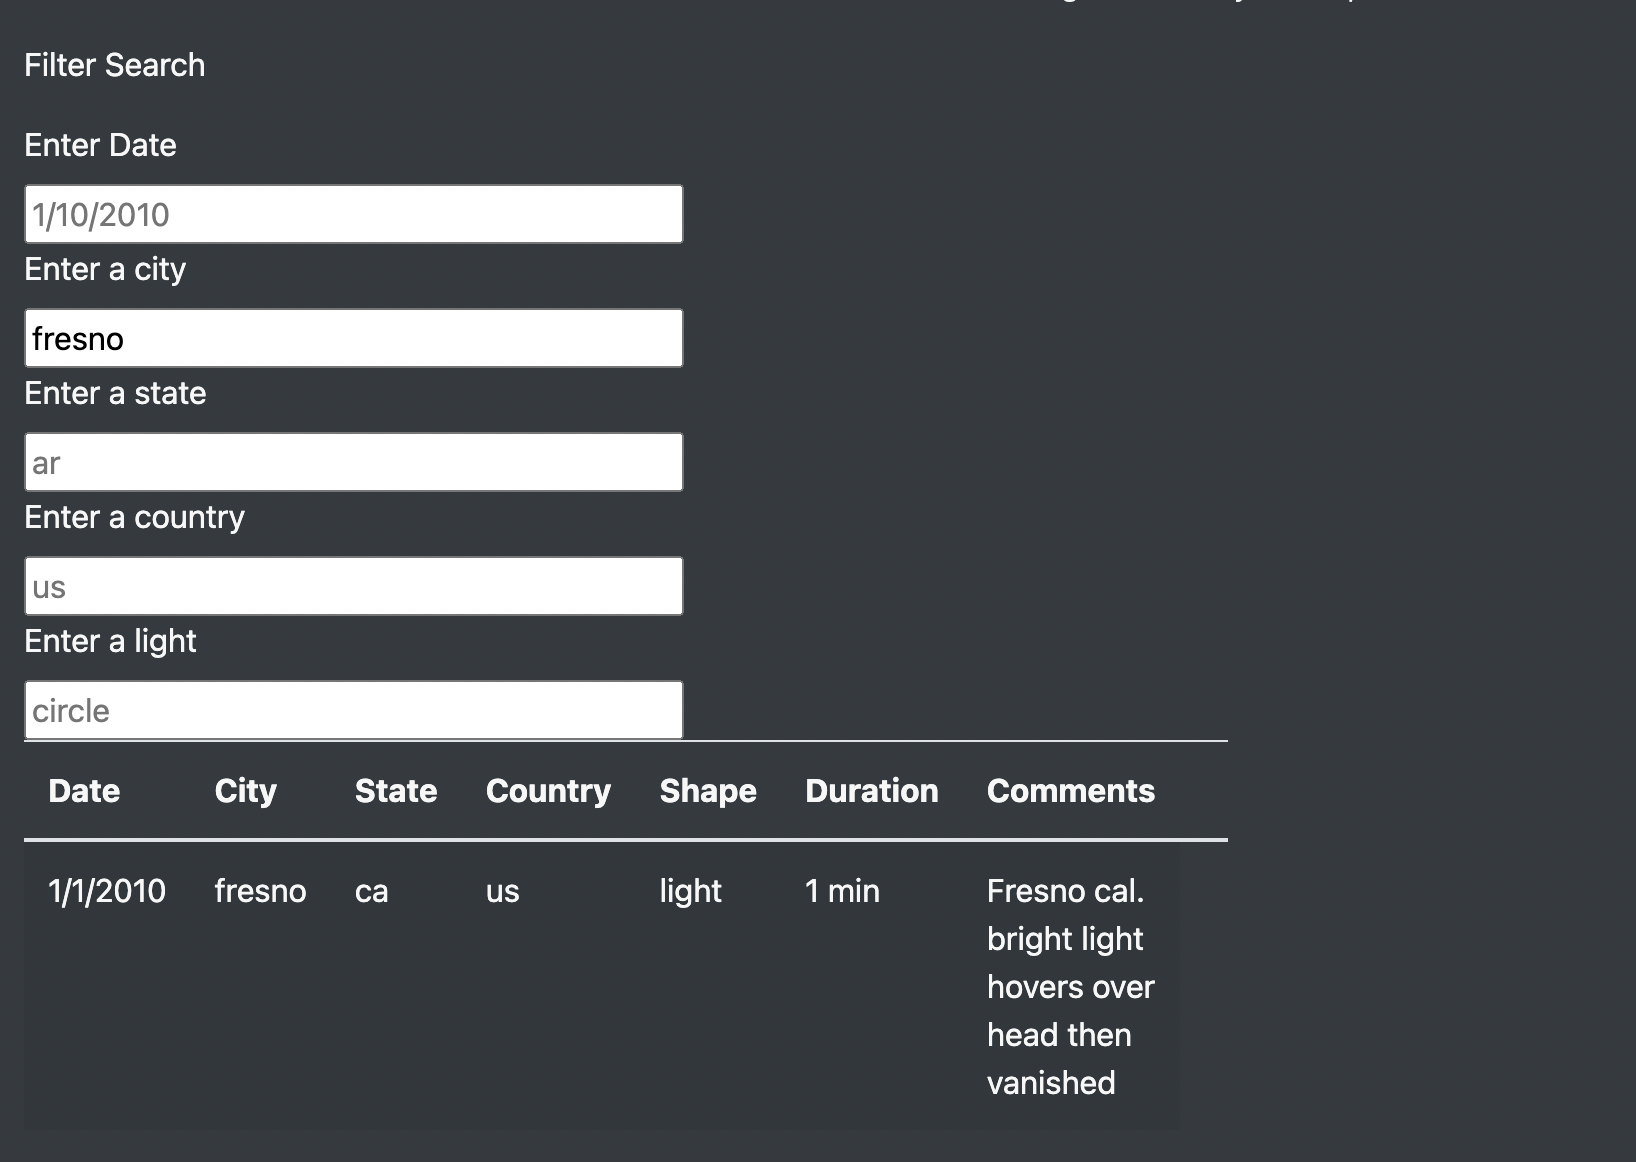 Filter Search
Enter Date
1/10/2010
Enter a city
fresno
Enter a state
ar
Enter a country
us
Enter a light
circle
Date City State Country Shape Duration Comments
1/1/2010 fresno ca us light 1 min Fresno cal.
bright light
hovers over
head then
vanished